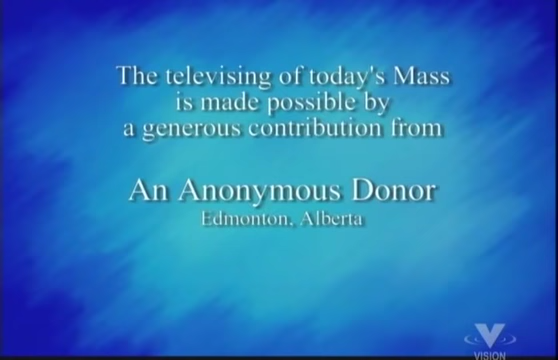 The televising of today's Mass
is made possible by
a generous contribution from
An Anonymous Donor
Edmonton, Alberta
VISION